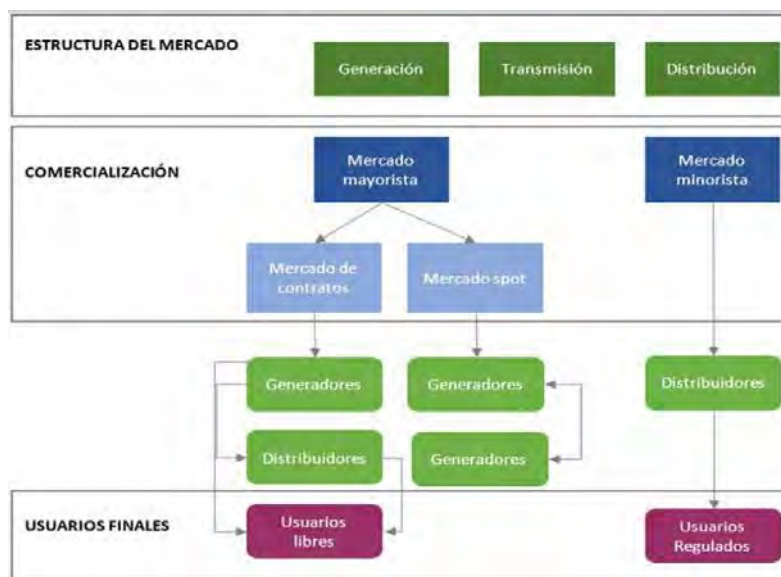 ESTRUCTURA DEL MERCADO
Generación
Transmisión
Distribución
COMERCIALIZACIÓN
Mercado
mayorista
Mercado
minorista
Mercado de
contratos
Mercado spot
Generadores
Generadores
Distribuidores
Distribuidores
Generadores
USUARIOS FINALES
Usuarios
libres
Usuarios
Regulados